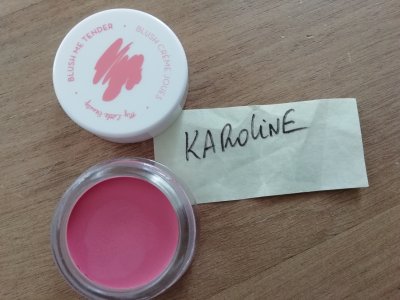 BLUSH ME TENDER
BLUSH CRÈME JOUES
My Little Beauty
KAROLINE